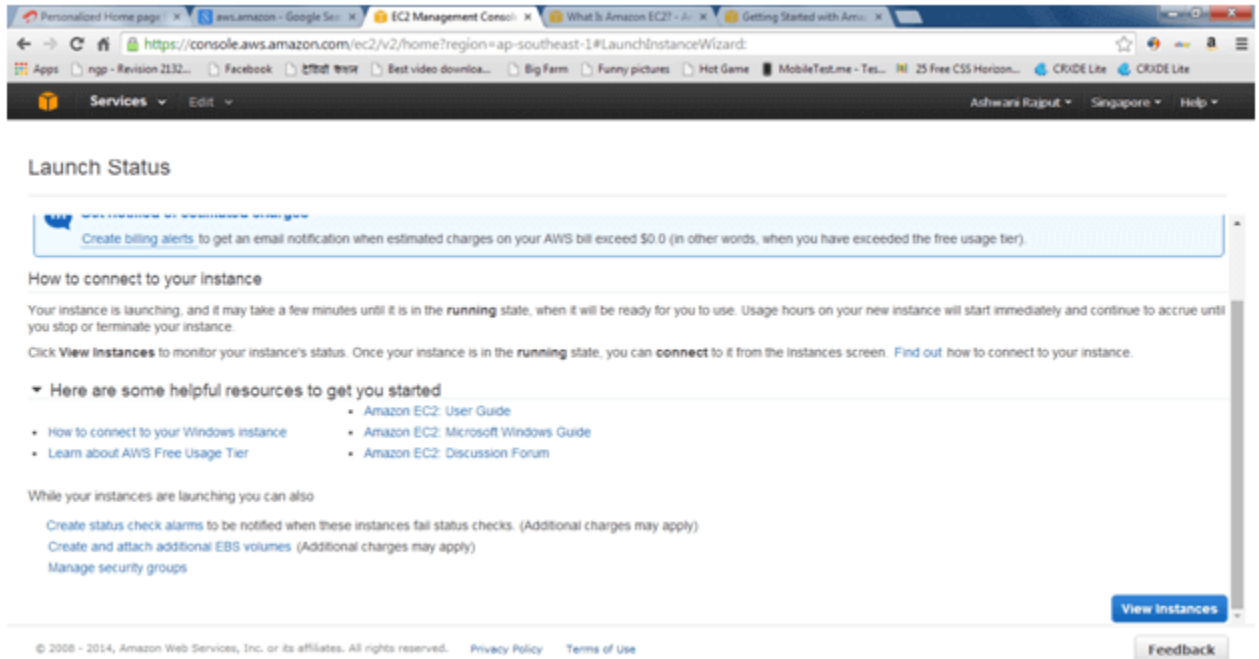 Personalized Home page
aws.amazon - Google Sea
EC2 Management Consol
What Is Amazon EC2? - A
Getting Started with Ama
https://console.aws.amazon.com/ec2/v2/home?region=ap-southeast-1#LaunchInstanceWizard:
Apps ngp - Revision 2132... Facebook Best video downloa... Big Farm Funny pictures Hot Game MobileTest.me - Tes... 25 Free CSS Horizon... CRXDE Lite CRXDE Lite
Services Edit Ashwani Rajput Singapore Help
Launch Status
Get notified of estimated charges
Create billing alerts to get an email notification when estimated charges on your AWS bill exceed $0.0 (in other words, when you have exceeded the free usage tier).
How to connect to your instance
Your instance is launching, and it may take a few minutes until it is in the running state, when it will be ready for you to use. Usage hours on your new instance will start immediately and continue to accrue until
you stop or terminate your instance.
Click View Instances to monitor your instance's status. Once your instance is in the running state, you can connect to it from the Instances screen. Find out how to connect to your instance.
Here are some helpful resources to get you started
• How to connect to your Windows instance
• Learn about AWS Free Usage Tier
• Amazon EC2: User Guide
• Amazon EC2: Microsoft Windows Guide
• Amazon EC2: Discussion Forum
While your instances are launching you can also
Create status check alarms to be notified when these instances fail status checks. (Additional charges may apply)
Create and attach additional EBS volumes (Additional charges may apply)
Manage security groups
View Instances
© 2008 - 2014, Amazon Web Services, Inc. or its affiliates. All rights reserved. Privacy Policy Terms of Use
Feedback